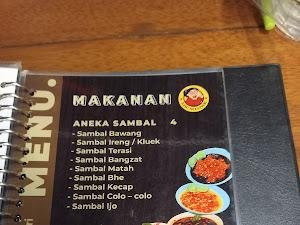 MENU.
MAKANAN
ANEKA SAMBAL 4
- Sambal Bawang
- Sambal Ireng / Kluek
- Sambal Terasi
- Sambal Bangzat
- Sambal Matah
- Sambal Bhe
- Sambal Kecap
- Sambal Colo - colo
- Sambal Ijo